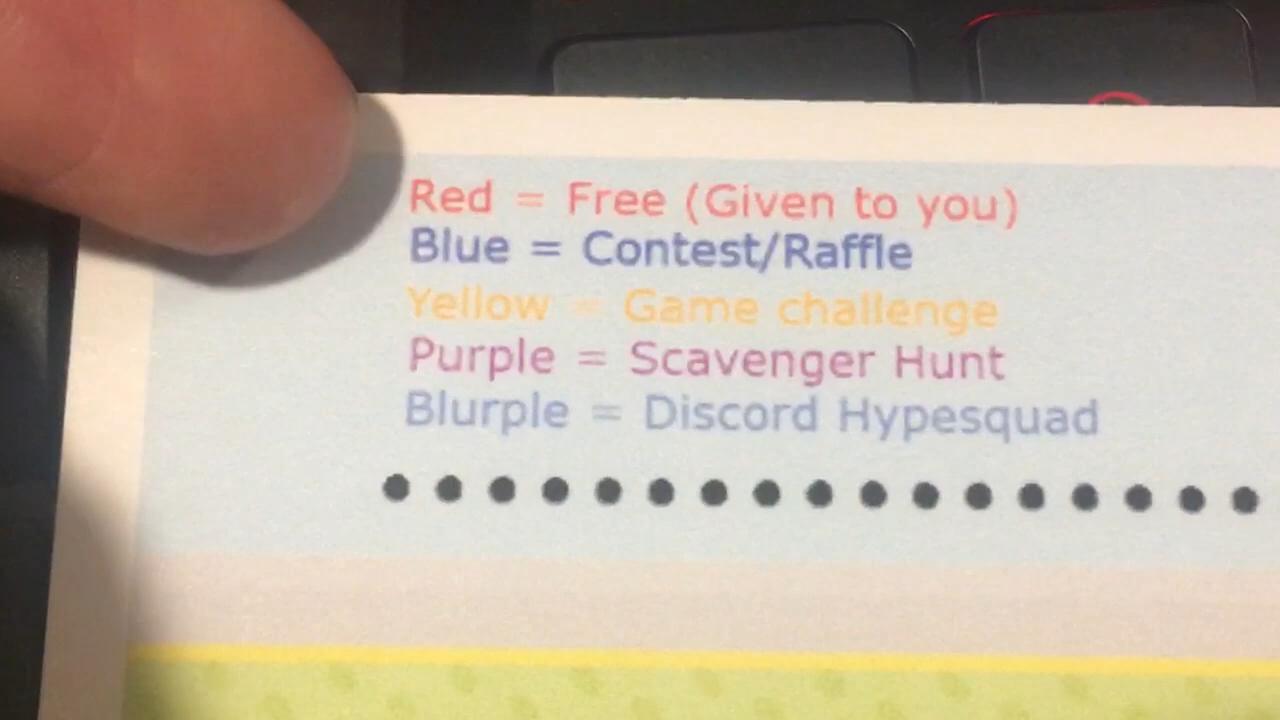 Red = Free (Given to you)
Blue = Contest/Raffle
Yellow = Game challenge
Purple = Scavenger Hunt
Blurple = Discord Hypesquad